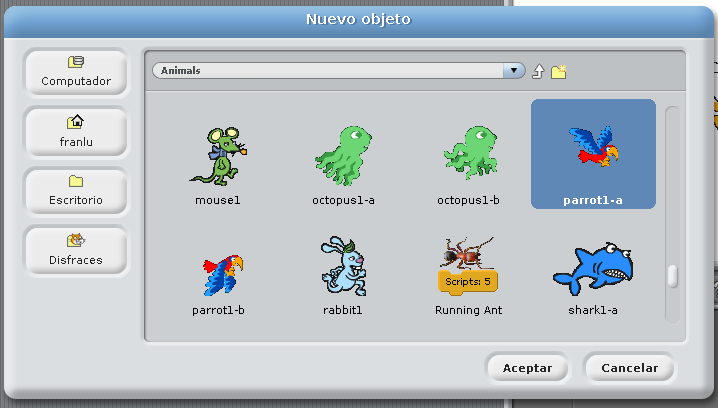 Nuevo objeto
Computador
franlu
Escritorio
Disfraces
Animals
mouse1
octopus1-a
octopus1-b
parrot1-a
parrot1-b
rabbit1
Scripts: 5
Running Ant
shark1-a
Aceptar
Cancelar